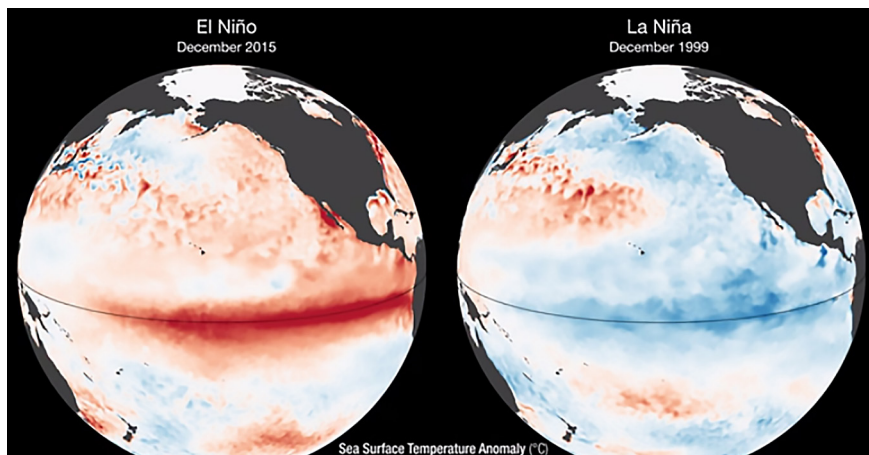 El Niño
December 2015
La Niña
December 1999
Sea Surface Temperature Anomaly (°C)